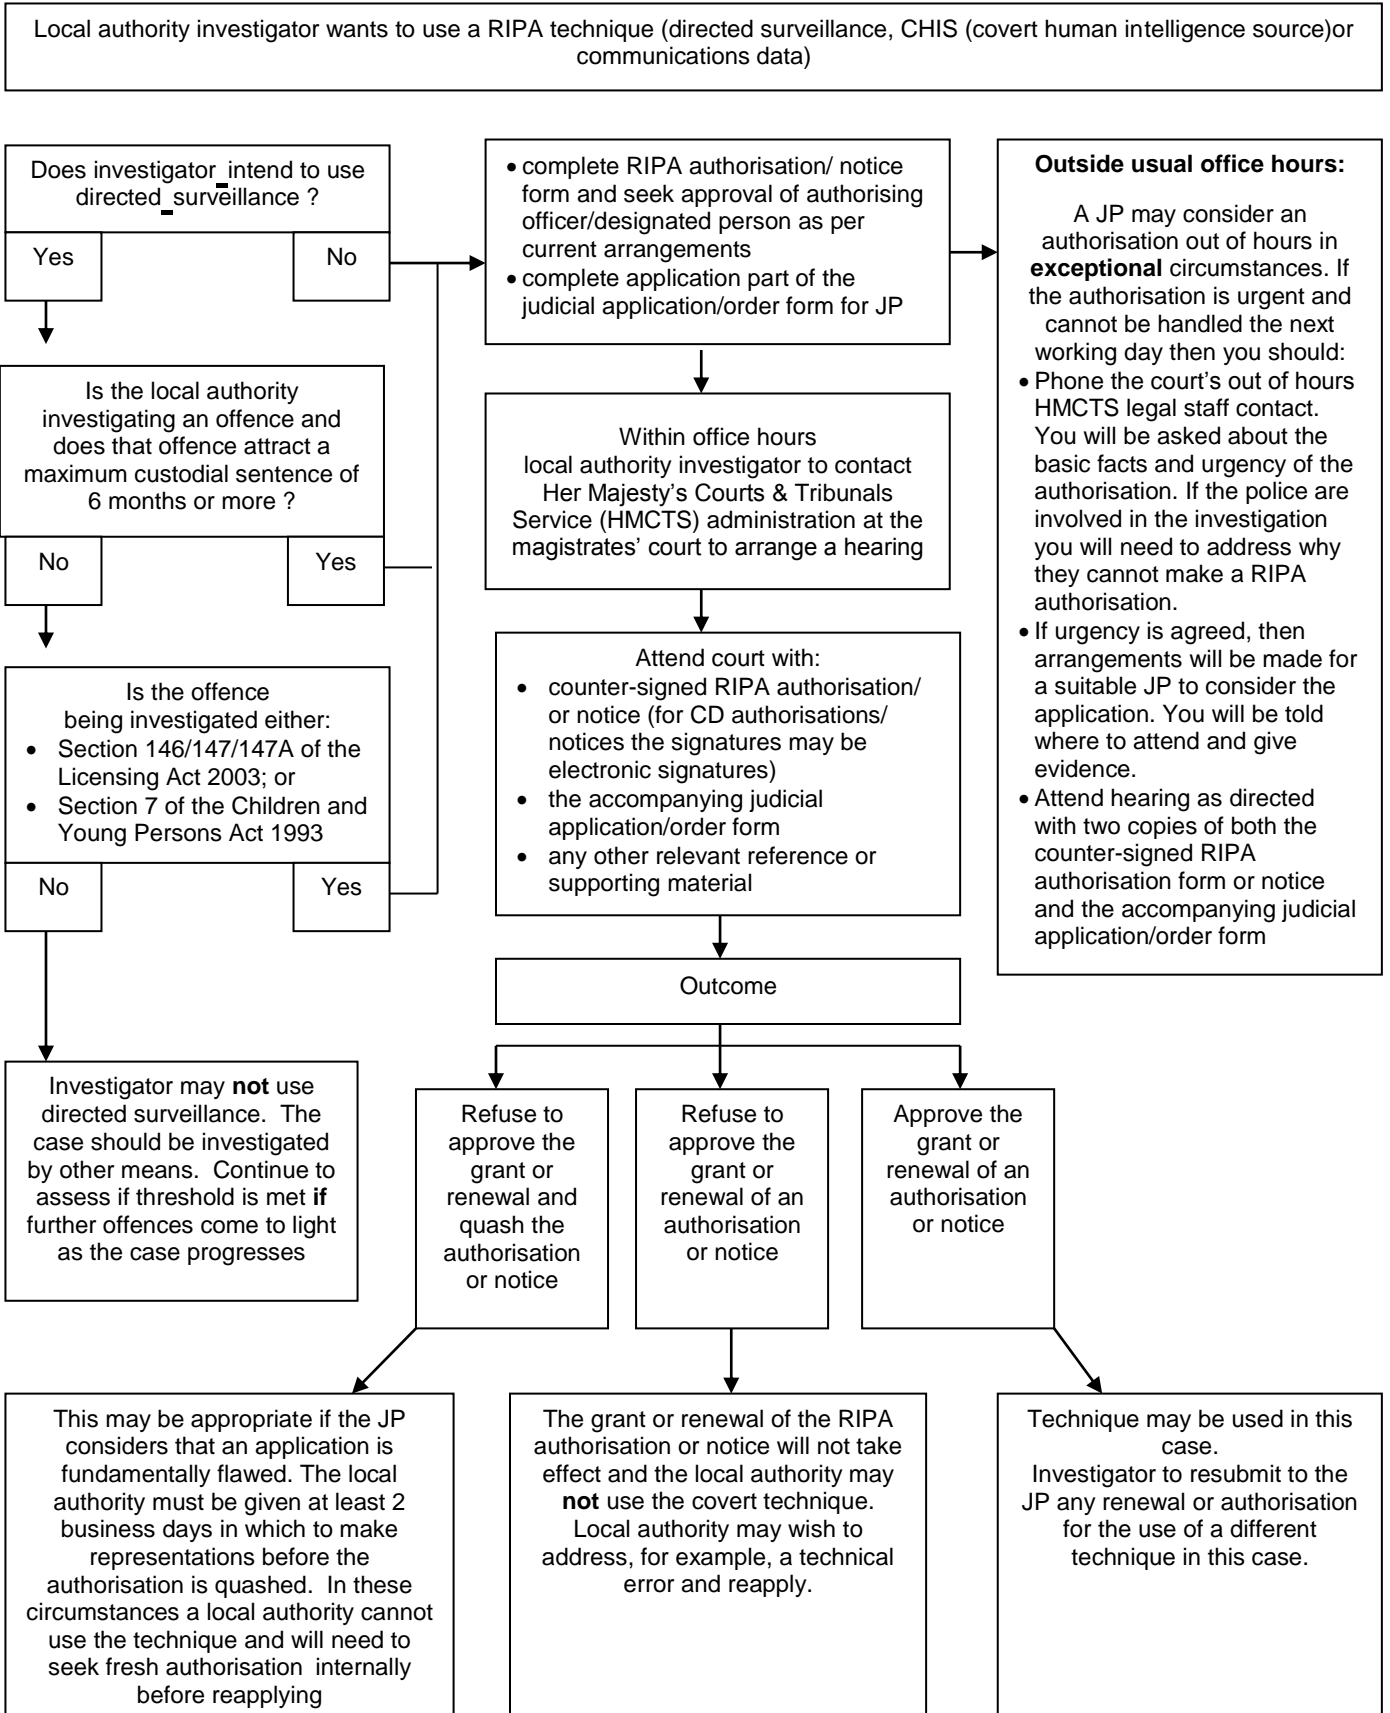 Local authority investigator wants to use a RIPA technique (directed surveillance, CHIS (covert human intelligence source)or
communications data)
Does investigator intend to use
directed surveillance ?
Yes
No
Is the local authority
investigating an offence and
does that offence attract a
maximum custodial sentence of
6 months or more ?
No
Yes
Is the offence
being investigated either:
• Section 146/147/147A of the
Licensing Act 2003; or
• Section 7 of the Children and
Young Persons Act 1993
No
Yes
Investigator may not use
directed surveillance. The
case should be investigated
by other means. Continue to
assess if threshold is met if
further offences come to light
as the case progresses
• complete RIPA authorisation/ notice
form and seek approval of authorising
officer/designated person as per
current arrangements
• complete application part of the
judicial application/order form for JP
Within office hours
local authority investigator to contact
Her Majesty's Courts & Tribunals
Service (HMCTS) administration at the
magistrates' court to arrange a hearing
Attend court with:
• counter-signed RIPA authorisation/
or notice (for CD authorisations/
notices the signatures may be
electronic signatures)
• the accompanying judicial
application/order form
• any other relevant reference or
supporting material
Outcome
Outside usual office hours:
A JP may consider an
authorisation out of hours in
exceptional circumstances. If
the authorisation is urgent and
cannot be handled the next
working day then you should:
• Phone the court's out of hours
HMCTS legal staff contact.
You will be asked about the
basic facts and urgency of the
authorisation. If the police are
involved in the investigation
you will need to address why
they cannot make a RIPA
authorisation.
• If urgency is agreed, then
arrangements will be made for
a suitable JP to consider the
application. You will be told
where to attend and give
evidence.
• Attend hearing as directed
with two copies of both the
counter-signed RIPA
authorisation form or notice
and the accompanying judicial
application/order form
Refuse to
approve the
grant or
renewal and
quash the
authorisation
or notice
Refuse to
approve the
grant or
renewal of an
authorisation
or notice
Approve the
grant or
renewal of an
authorisation
or notice
This may be appropriate if the JP
considers that an application is
fundamentally flawed. The local
authority must be given at least 2
business days in which to make
representations before the
authorisation is quashed. In these
circumstances a local authority cannot
use the technique and will need to
seek fresh authorisation internally
before reapplying
The grant or renewal of the RIPA
authorisation or notice will not take
effect and the local authority may
not use the covert technique.
Local authority may wish to
address, for example, a technical
error and reapply.
Technique may be used in this
case.
Investigator to resubmit to the
JP any renewal or authorisation
for the use of a different
technique in this case.